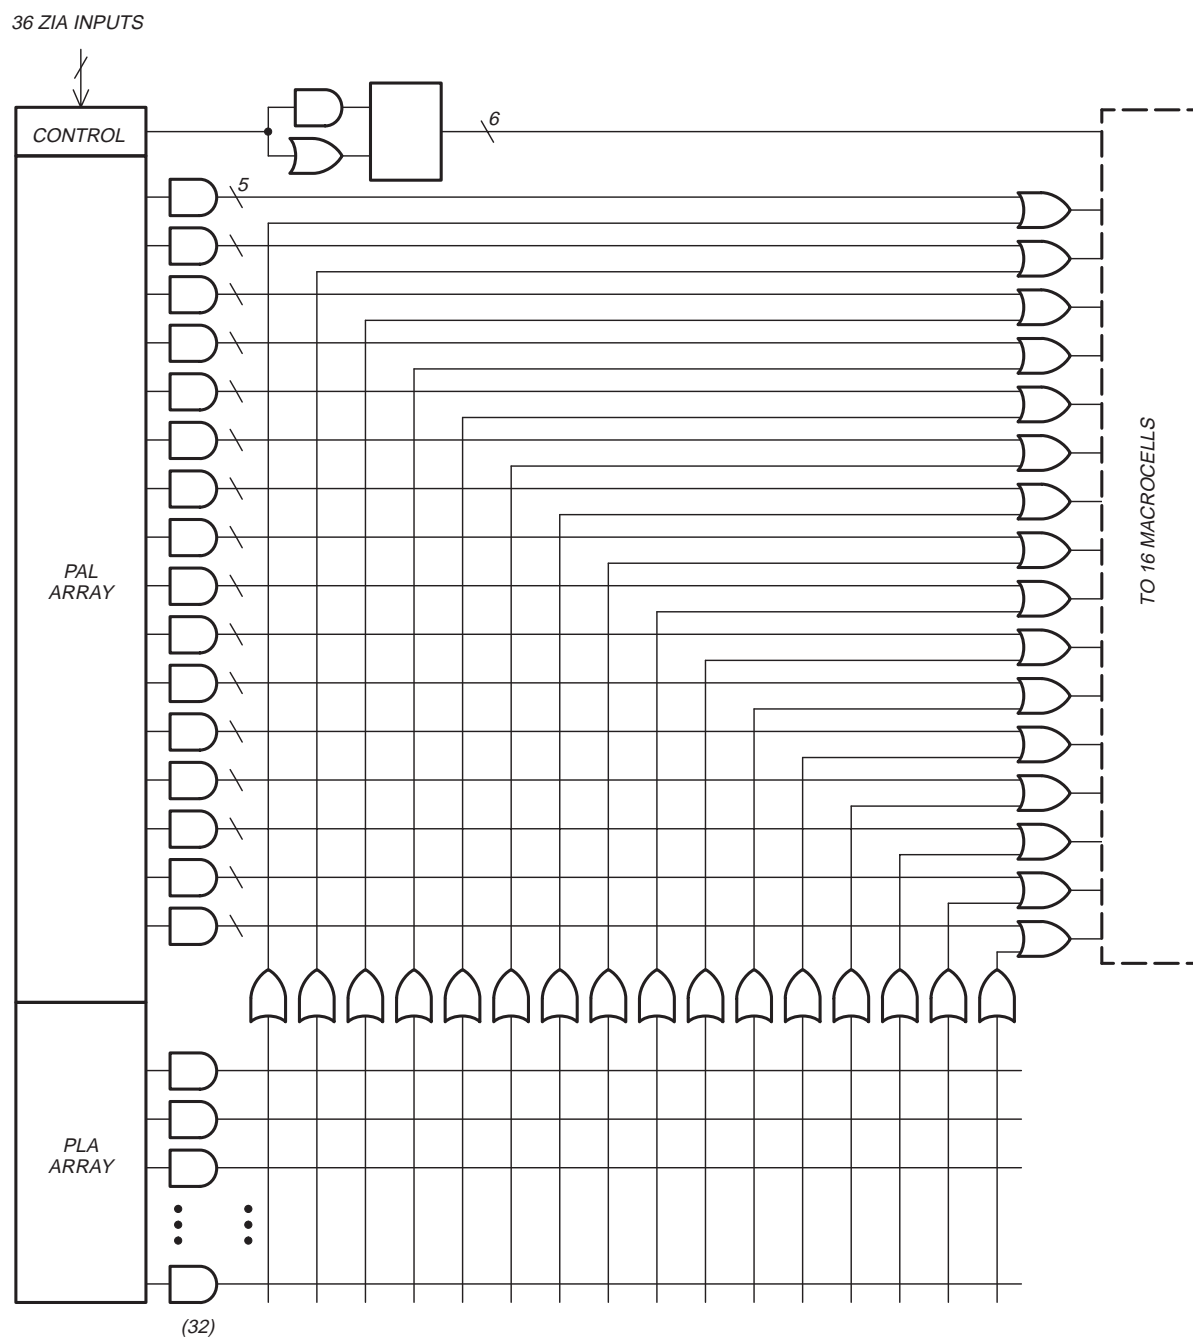 36 ZIA INPUTS
CONTROL
6
5
PAL
ARRAY
TO 16 MACROCELLS
PLA
ARRAY
(32)